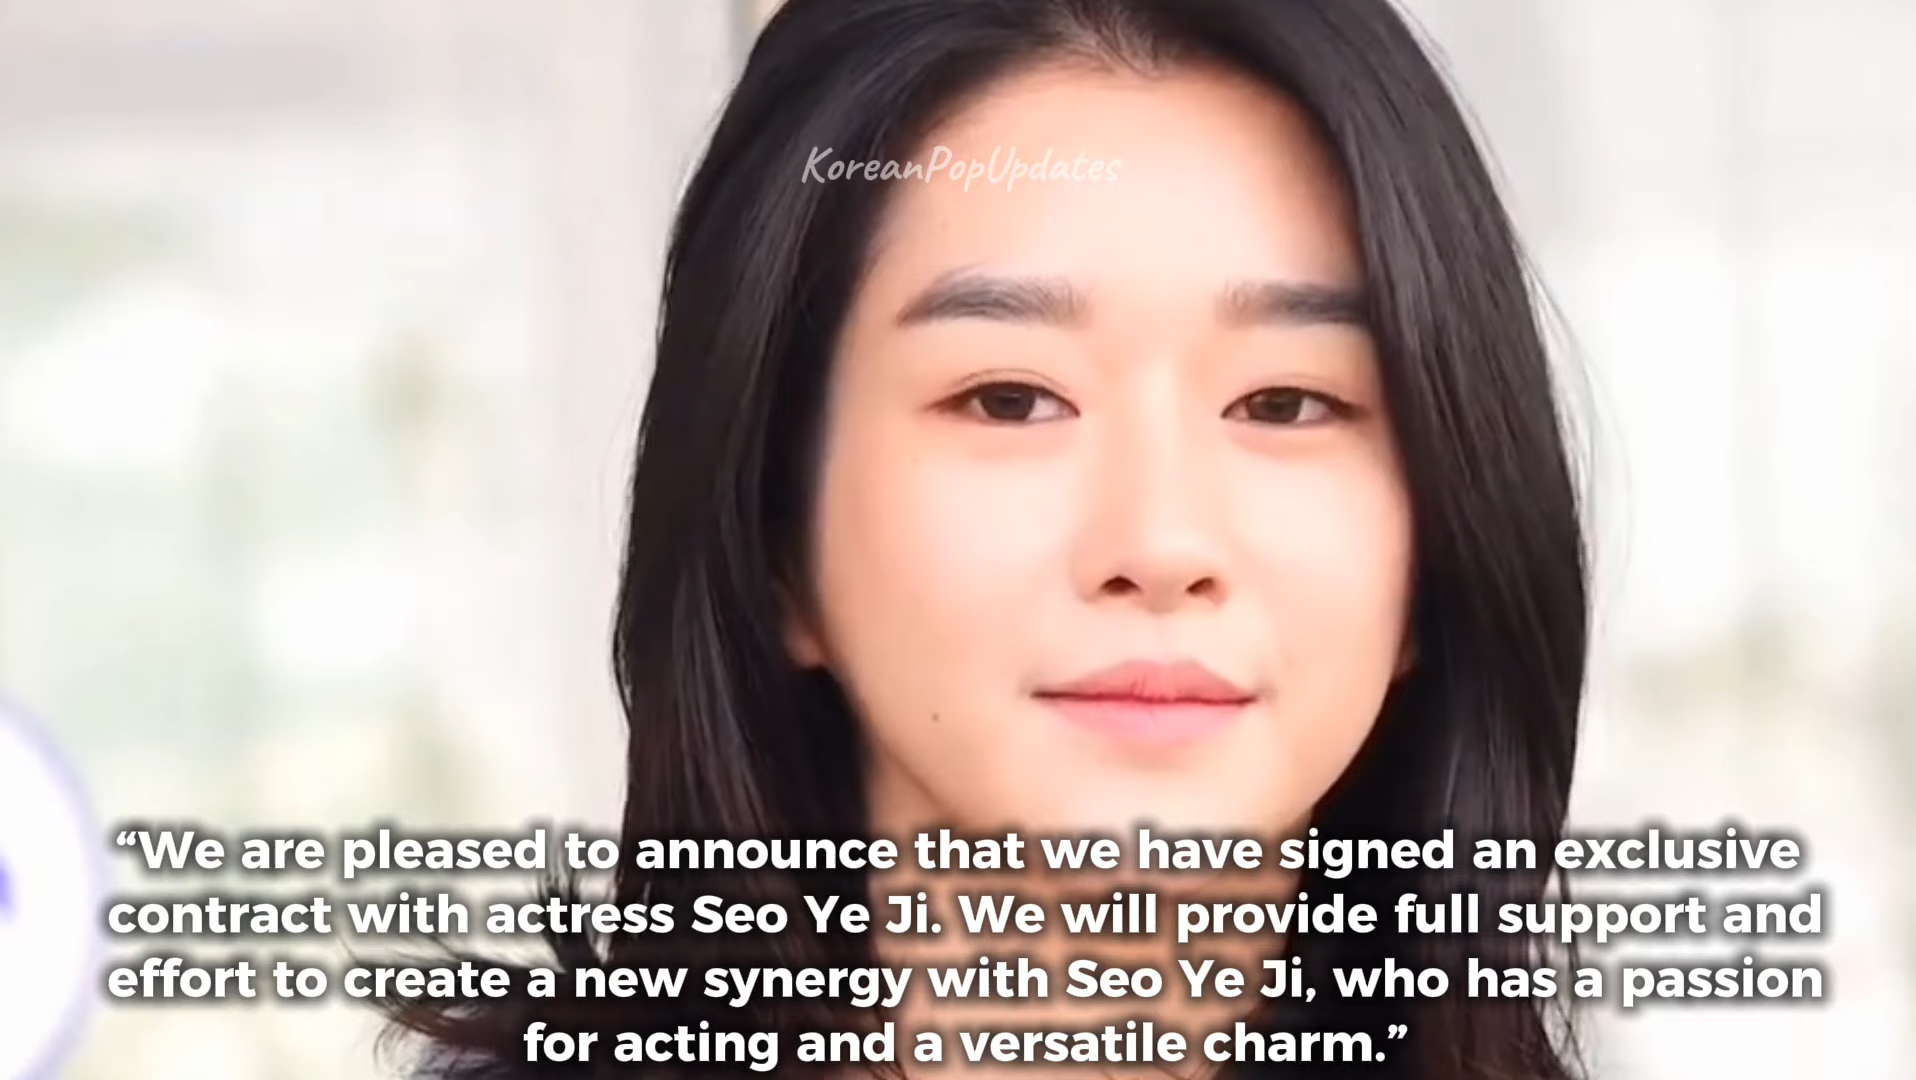 KoreanPopUpdates
“We are pleased to announce that we have signed an exclusive
contract with actress Seo Ye Ji. We will provide full support and
effort to create a new synergy with Seo Ye Ji, who has a passion
for acting and a versatile charm.”